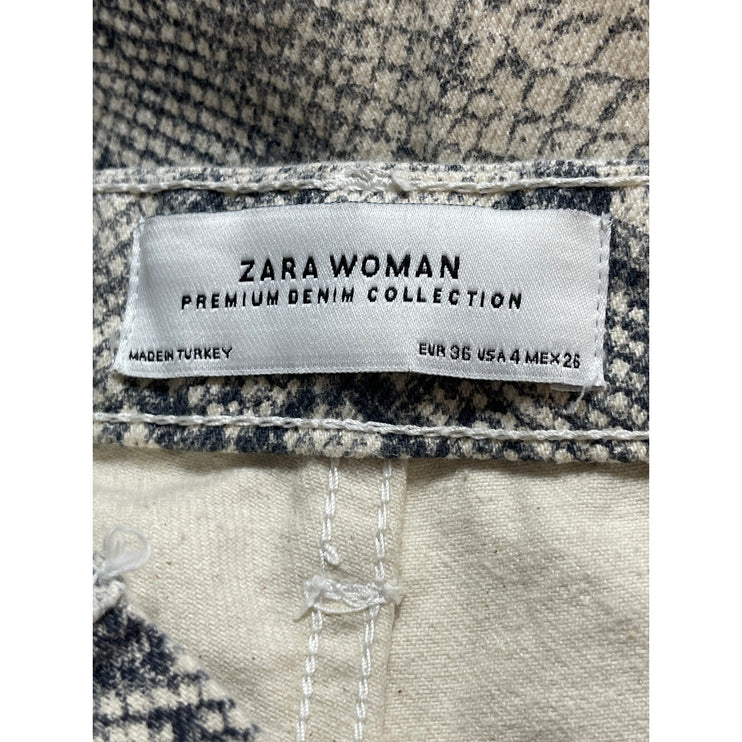 ZARA WOMAN
PREMIUM DENIM COLLECTION
MADE IN TURKEY
EUR 36 USA 4 MEX 26